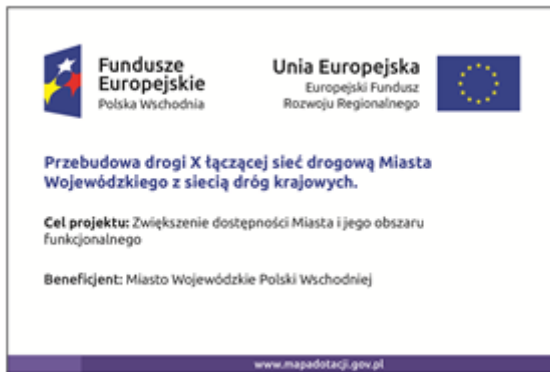 Fundusze
Europejskie
Polska Wschodnia
Unia Europejska
Europejski Fundusz
Rozwoju Regionalnego
Przebudowa drogi X łączącej sieć drogową Miasta
Wojewódzkiego z siecią dróg krajowych.
Cel projektu: Zwiększenie dostępności Miasta i jego obszaru
funkcjonalnego
Beneficjent: Miasto Wojewódzkie Polski Wschodniej
www.mapadotacji.gov.pl